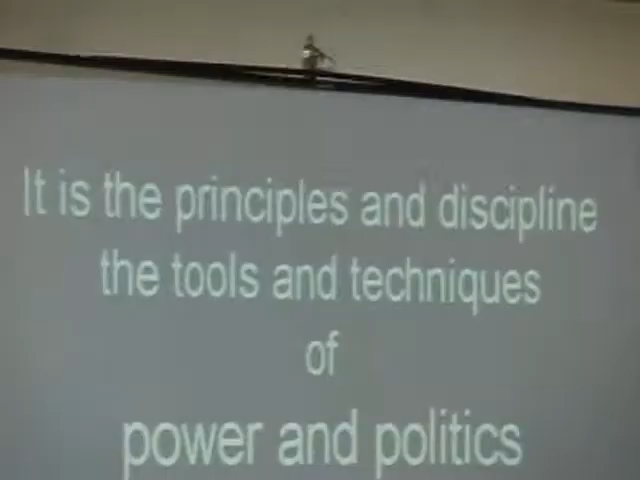 It is the principles and discipline
the tools and techniques
of
power and politics